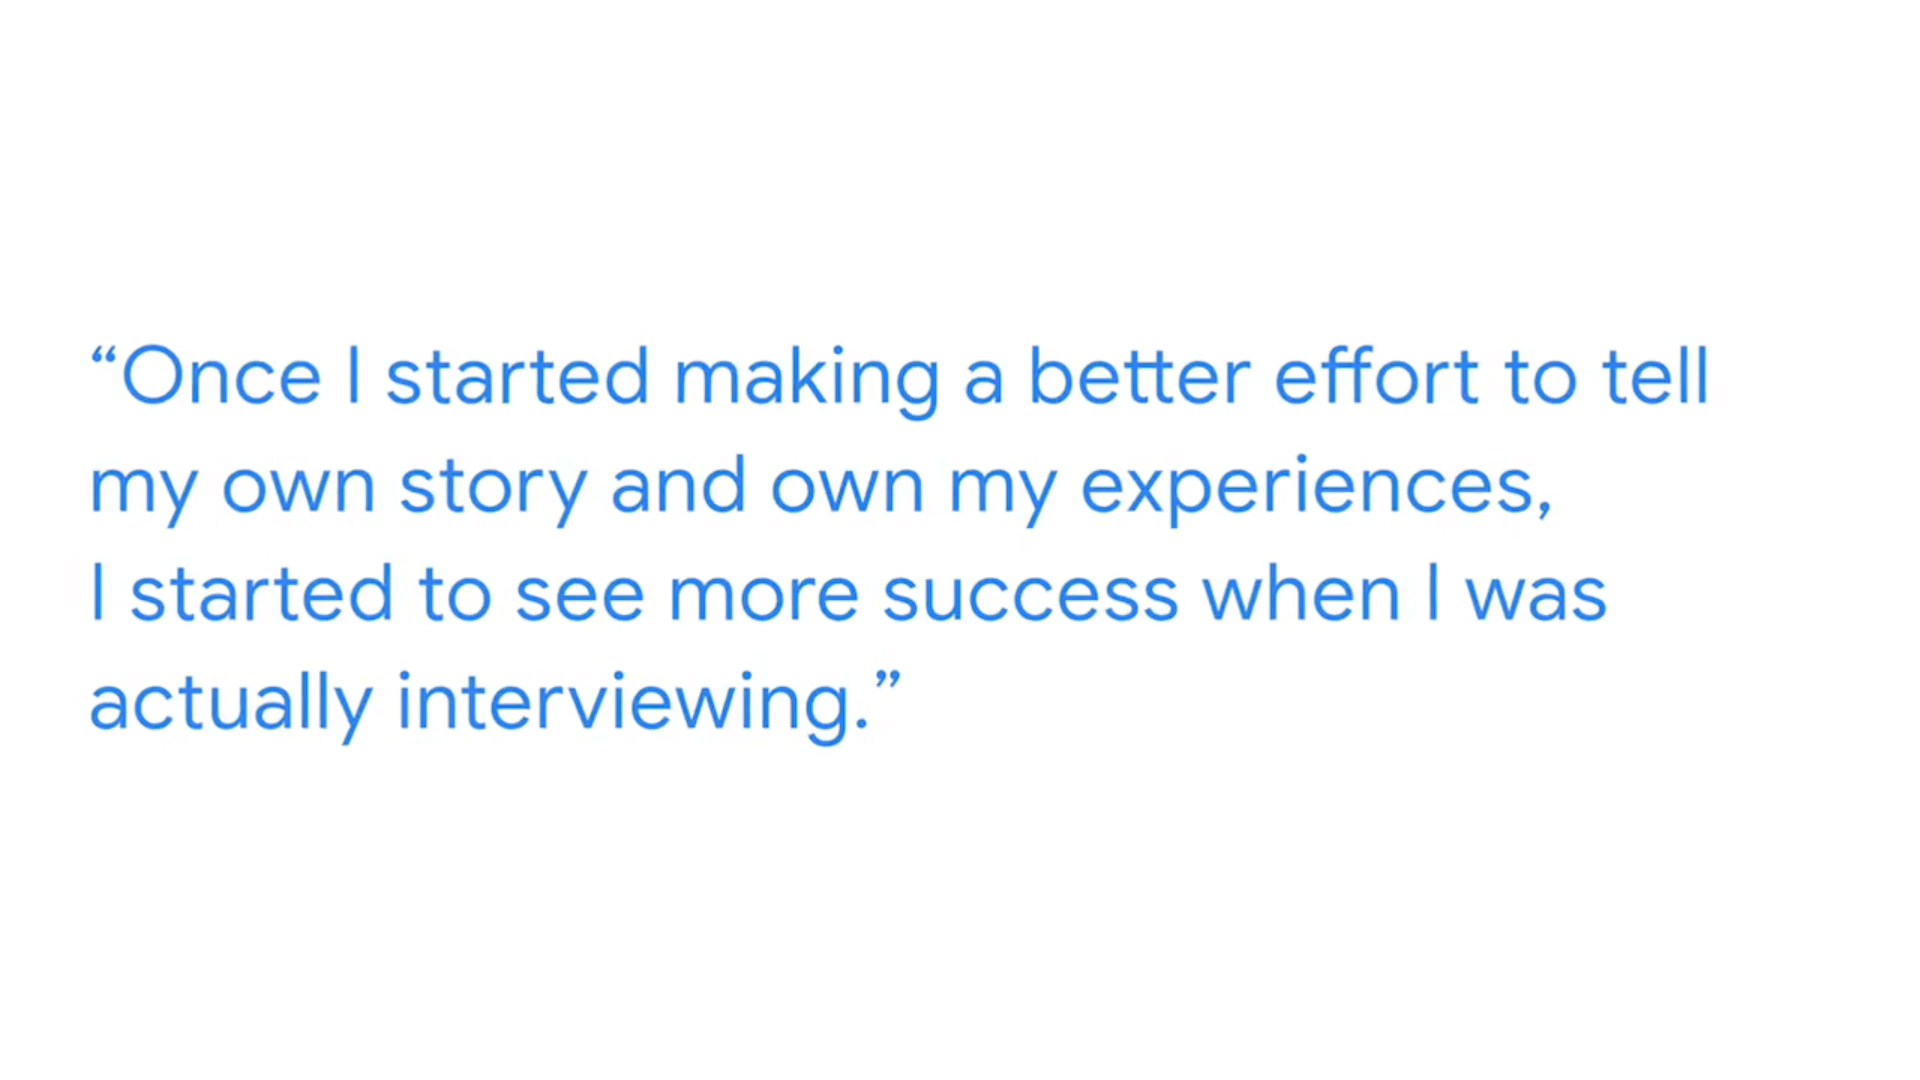 “Once I started making a better effort to tell
my own story and own my experiences,
I started to see more success when I was
actually interviewing.”